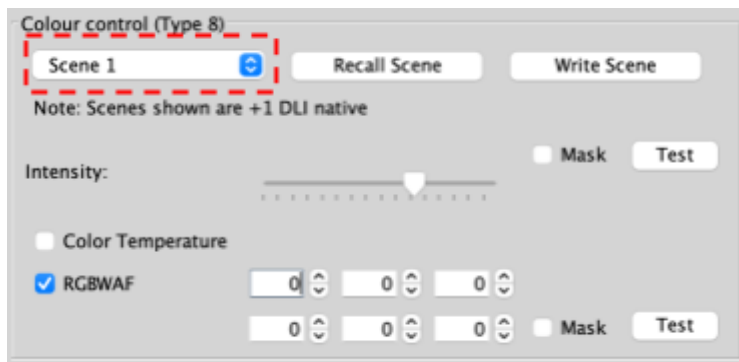 Colour control (Type 8)
Scene 1 Recall Scene Write Scene
Note: Scenes shown are +1 DLI native
Mask Test
Intensity:
Color Temperature
RGBWAF 0 0 0
0 0 0 Mask Test